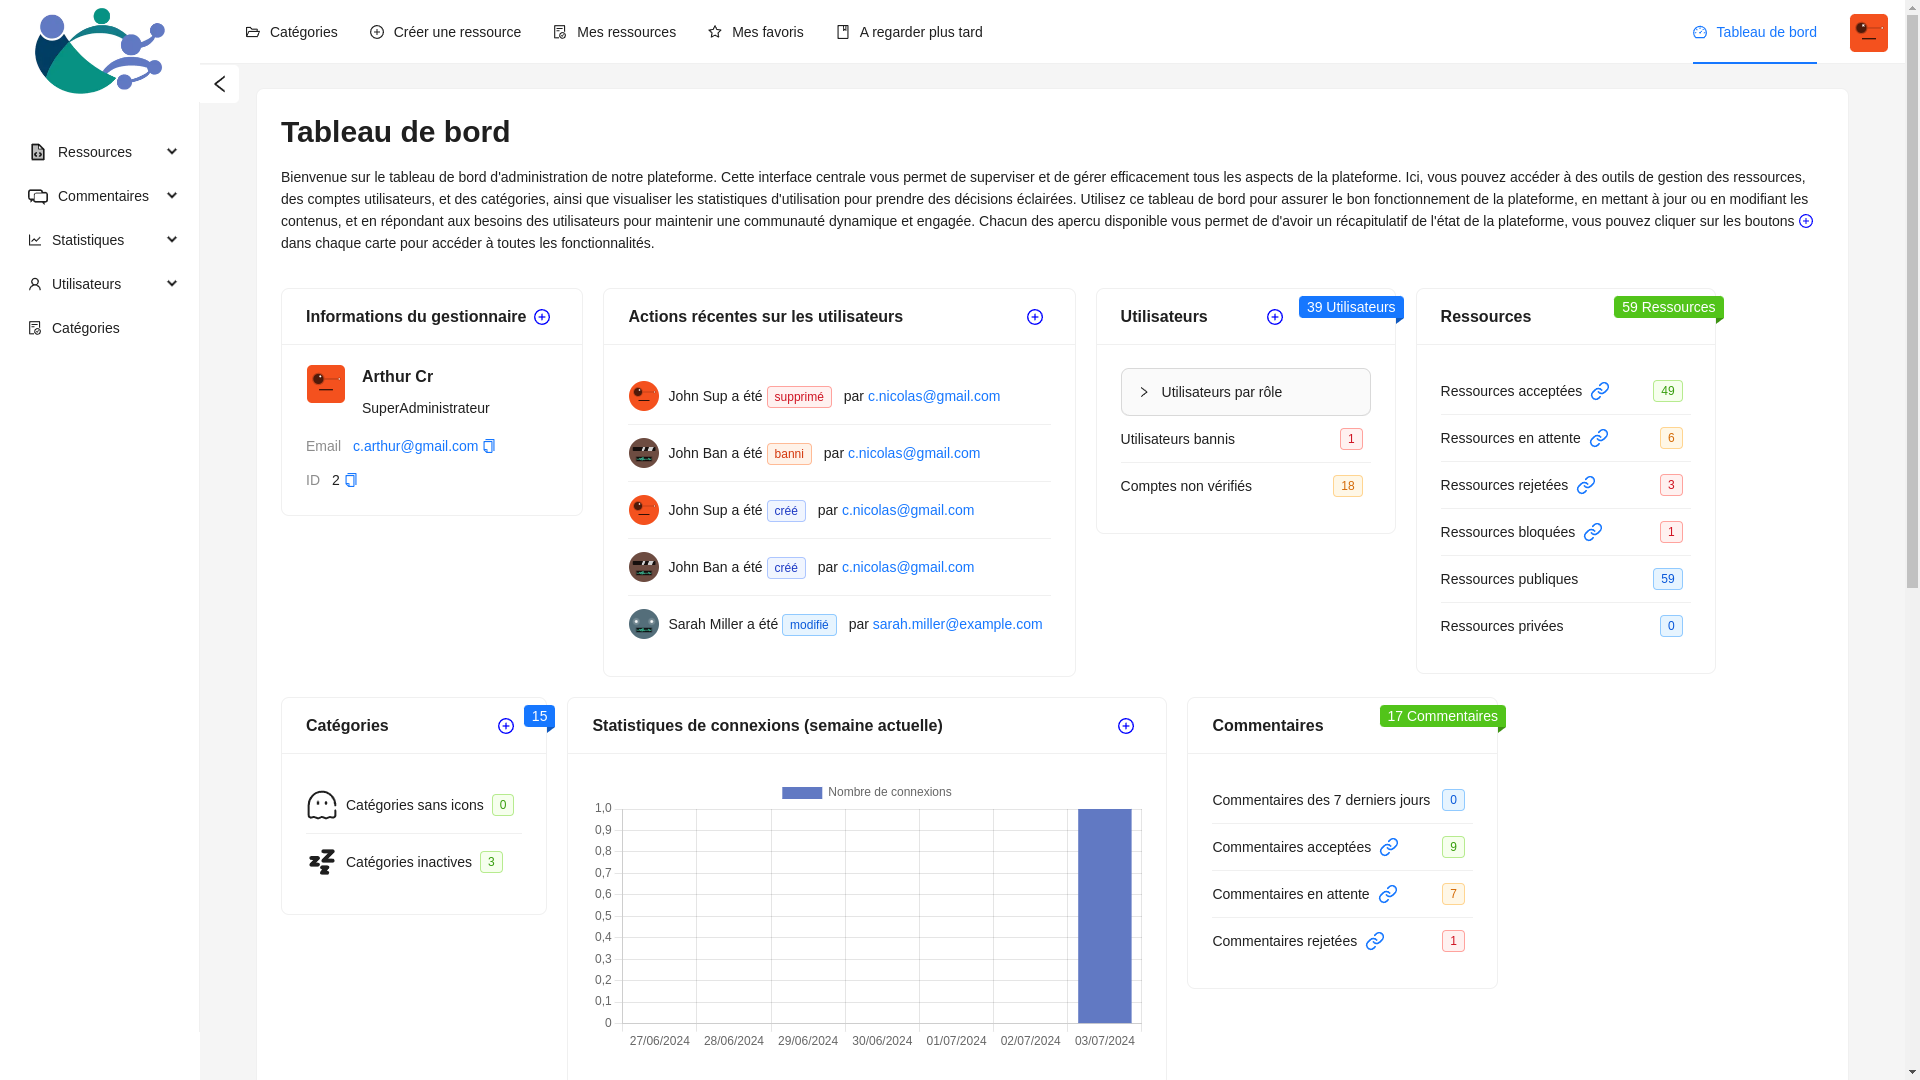 Catégories
Créer une ressource
Mes ressources
Mes favoris
A regarder plus tard
Tableau de bord
Ressources
Commentaires
Statistiques
Utilisateurs
Catégories
Tableau de bord
Bienvenue sur le tableau de bord d'administration de notre plateforme. Cette interface centrale vous permet de superviser et de gérer efficacement tous les aspects de la plateforme. Ici, vous pouvez accéder à des outils de gestion des ressources,
des comptes utilisateurs, et des catégories, ainsi que visualiser les statistiques d'utilisation pour prendre des décisions éclairées. Utilisez ce tableau de bord pour assurer le bon fonctionnement de la plateforme, en mettant à jour ou en modifiant les
contenus, et en répondant aux besoins des utilisateurs pour maintenir une communauté dynamique et engagée. Chacun des apercu disponible vous permet de d'avoir un récapitulatif de l'état de la plateforme, vous pouvez cliquer sur les boutons
dans chaque carte pour accéder à toutes les fonctionnalités.
Informations du gestionnaire
Arthur Cr
SuperAdministrateur
Email c.arthur@gmail.com
ID 2
Actions récentes sur les utilisateurs
John Sup a été supprimé par c.nicolas@gmail.com
John Ban a été banni par c.nicolas@gmail.com
John Sup a été créé par c.nicolas@gmail.com
John Ban a été créé par c.nicolas@gmail.com
Sarah Miller a été modifié par sarah.miller@example.com
Utilisateurs
39 Utilisateurs
Utilisateurs par rôle
Utilisateurs bannis 1
Comptes non vérifiés 18
Ressources
59 Ressources
Ressources acceptées 49
Ressources en attente 6
Ressources rejetées 3
Ressources bloquées 1
Ressources publiques 59
Ressources privées 0
Catégories
15
Catégories sans icons 0
Catégories inactives 3
Statistiques de connexions (semaine actuelle)
Nombre de connexions
1,0
0,9
0,8
0,7
0,6
0,5
0,4
0,3
0,2
0,1
0
27/06/2024 28/06/2024 29/06/2024 30/06/2024 01/07/2024 02/07/2024 03/07/2024
Commentaires
17 Commentaires
Commentaires des 7 derniers jours 0
Commentaires acceptées 9
Commentaires en attente 7
Commentaires rejetées 1